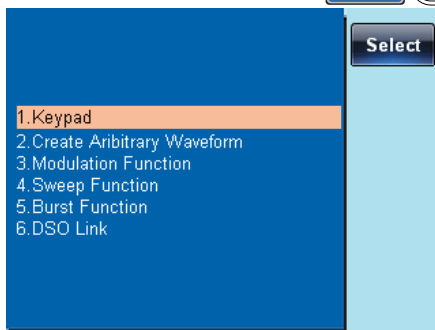 Select
1.Keypad
2.Create Aribitrary Waveform
3.Modulation Function
4.Sweep Function
5.Burst Function
6.DSO Link